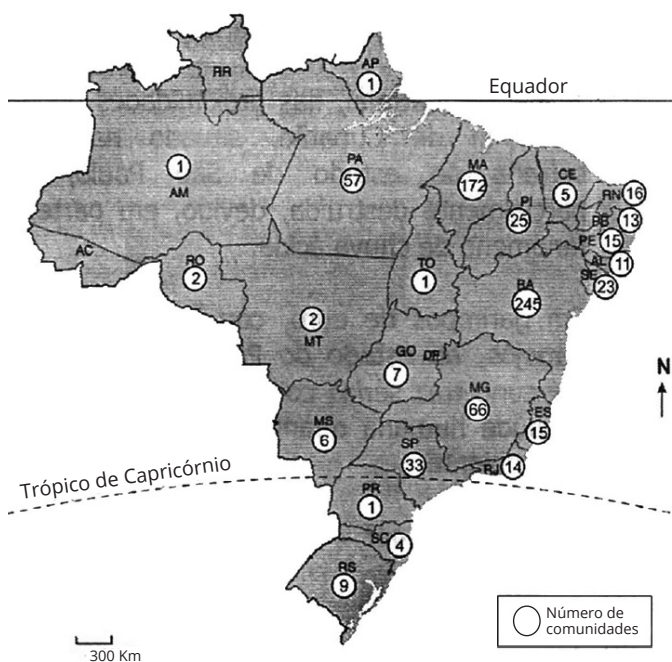 RR
AP
1
Equador
1
AM
PA
57
MA
172
CE
5
RN
16
PI
25
PB
13
PE
15
AL
11
SE
23
AC
RO
2
TO
1
BA
245
2
MT
GO
DF
7
MG
66
N
MS
6
ES
15
SP
33
RJ
14
Trópico de Capricórnio
PR
1
SC
4
RS
9
Número de
comunidades
300 Km